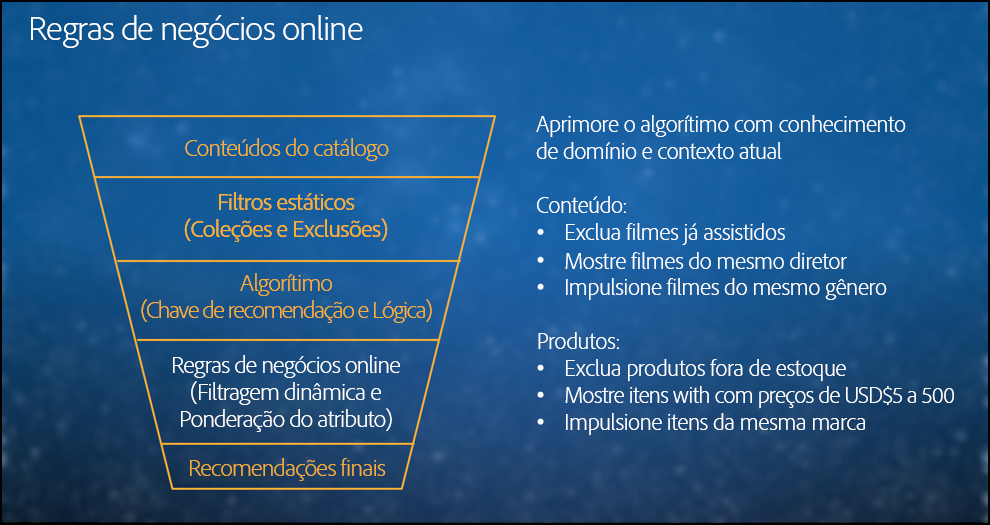 Regras de negócios online
Conteúdos do catálogo
Filtros estáticos
(Coleções e Exclusões)
Algorítimo
(Chave de recomendação e Lógica)
Regras de negócios online
(Filtragem dinâmica e
Ponderação do atributo)
Recomendações finais
Aprimore o algorítimo com conhecimento
de domínio e contexto atual
Conteúdo:
• Exclua filmes já assistidos
• Mostre filmes do mesmo diretor
• Impulsione filmes do mesmo gênero
Produtos:
• Exclua produtos fora de estoque
• Mostre itens with com preços de USD$5 a 500
• Impulsione itens da mesma marca